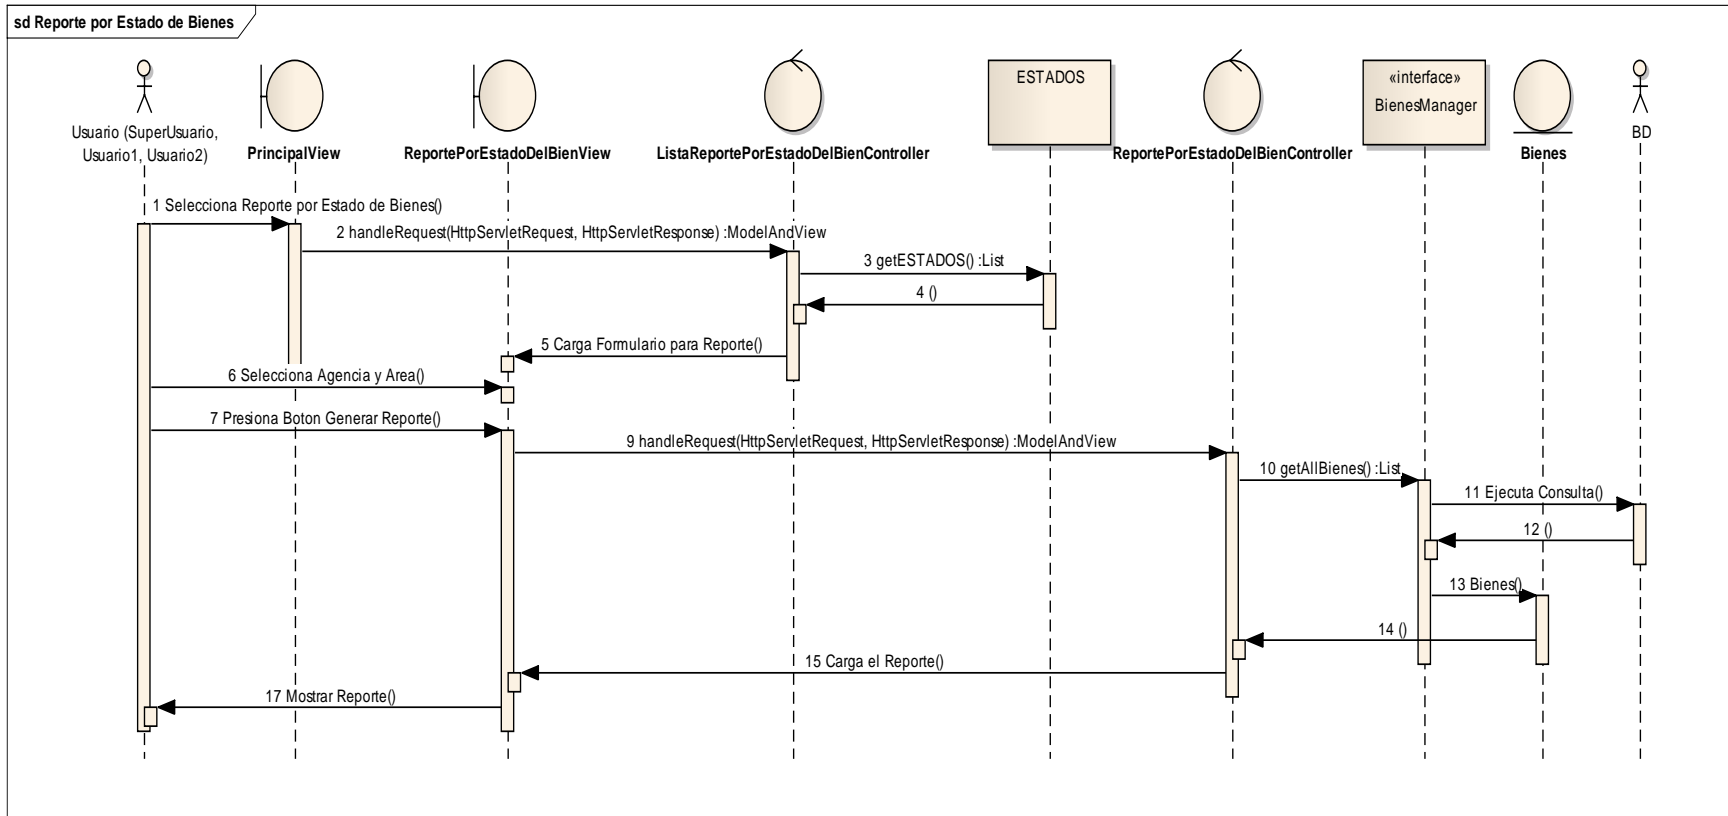 sd Reporte por Estado de Bienes
Usuario (SuperUsuario,
Usuario1, Usuario2)
PrincipalView
ReportePorEstadoDelBienView
ListaReportePorEstadoDelBienController
ESTADOS
ReportePorEstadoDelBienController
«interface»
BienesManager
Bienes
BD
1 Selecciona Reporte por Estado de Bienes()
2 handleRequest(HttpServletRequest, HttpServletResponse) :ModelAndView
3 getESTADOS() :List
4 ()
5 Carga Formulario para Reporte()
6 Selecciona Agencia y Area()
7 Presiona Boton Generar Reporte()
9 handleRequest(HttpServletRequest, HttpServletResponse) :ModelAndView
10 getAllBienes() :List
11 Ejecuta Consulta()
12 ()
13 Bienes()
14 ()
15 Carga el Reporte()
17 Mostrar Reporte()